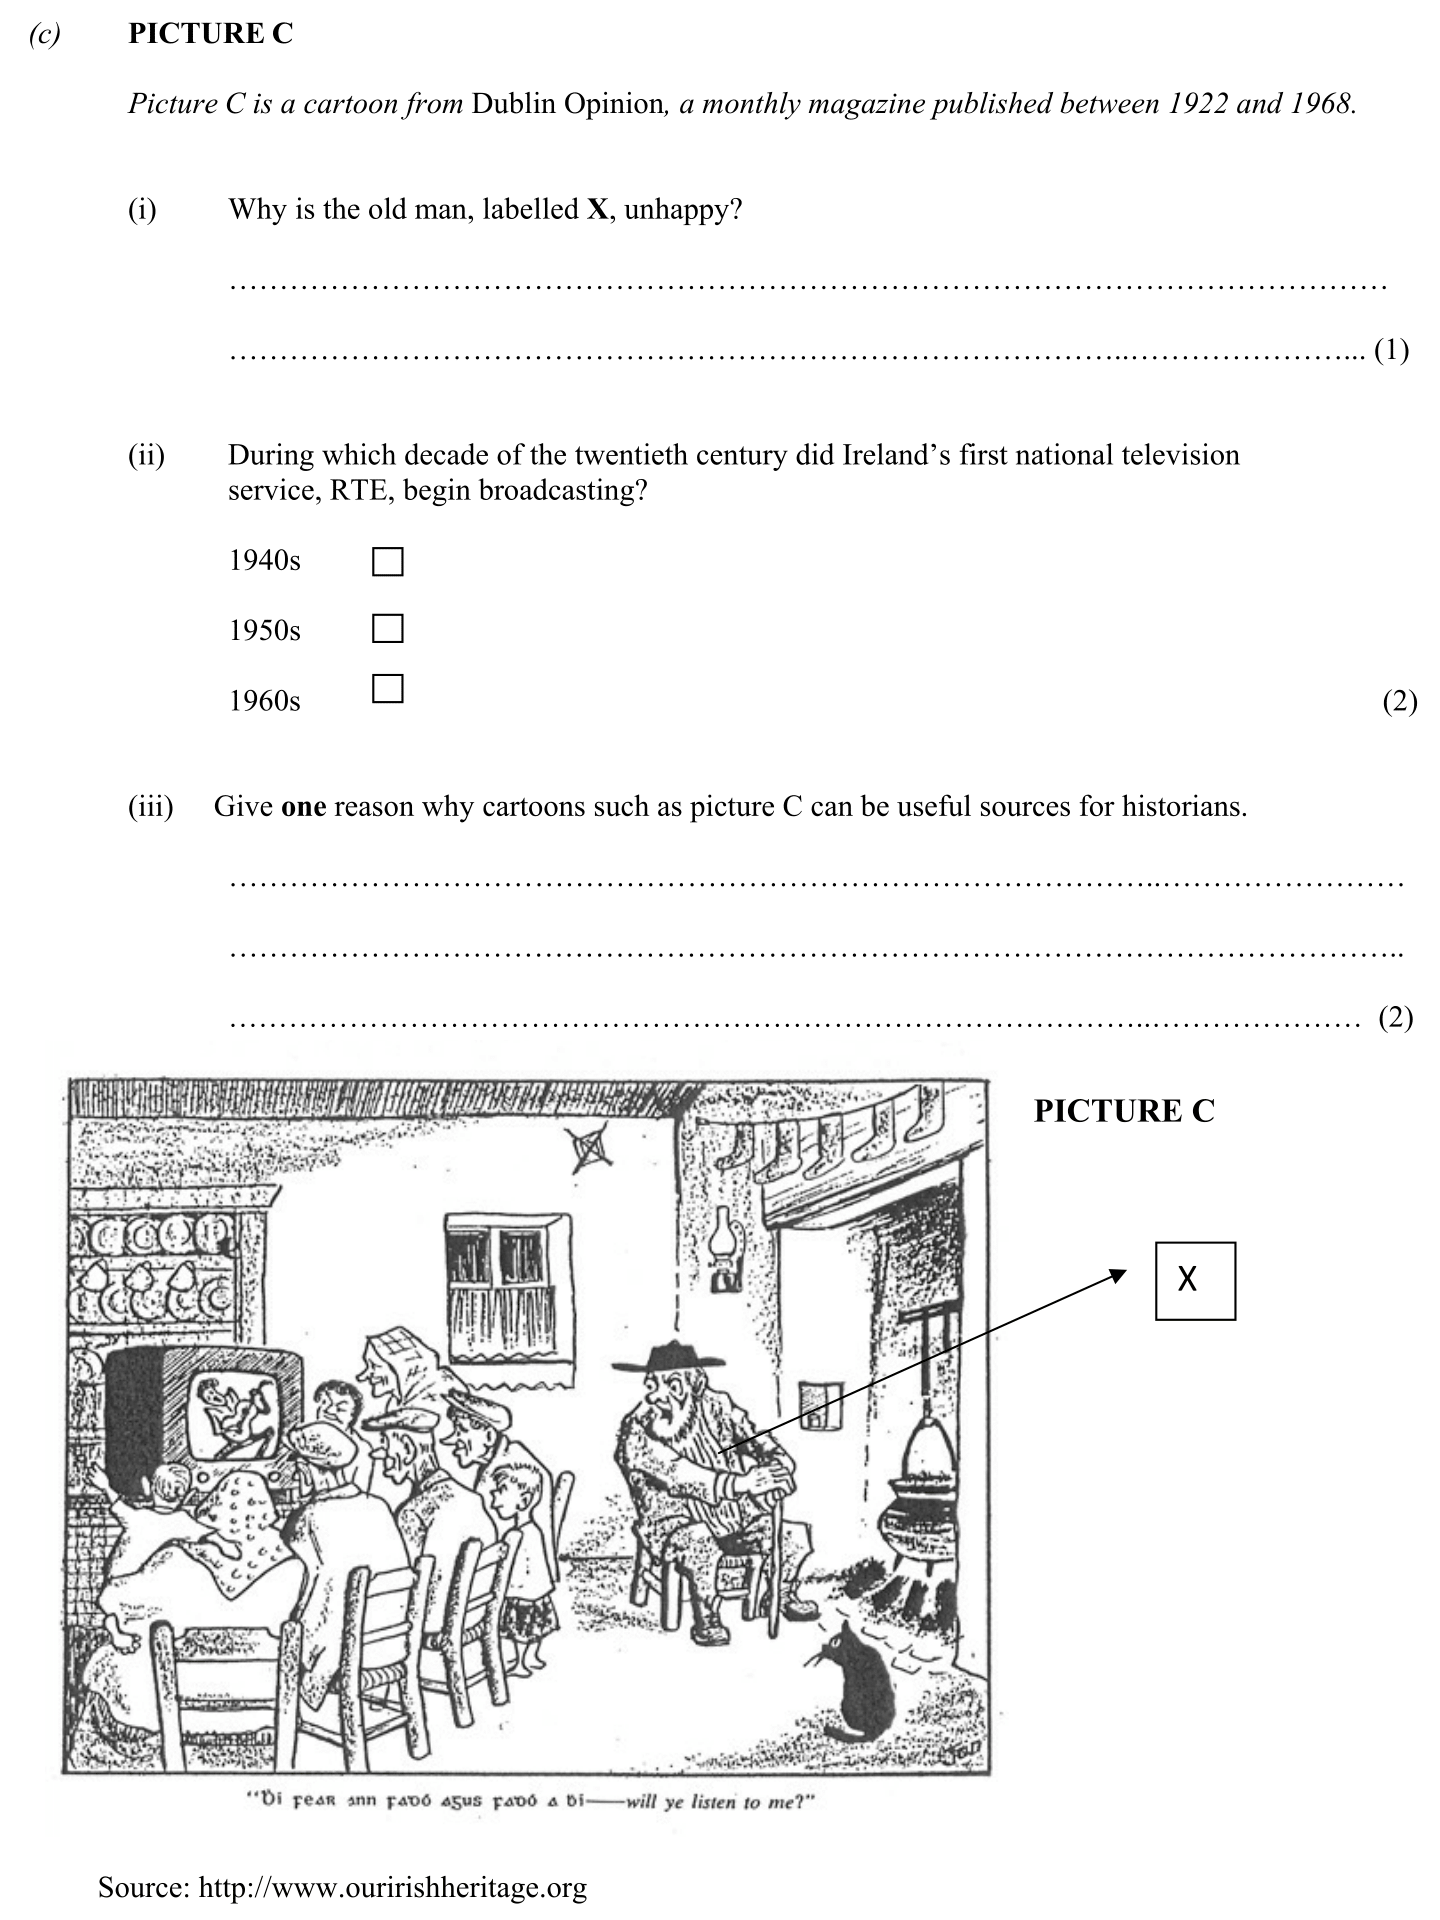 (c) PICTURE C
Picture C is a cartoon from Dublin Opinion, a monthly magazine published between 1922 and 1968.
(i) Why is the old man, labelled X, unhappy?
……………………………………………………………………………………………………
………………………………………………………………………………..…………………... (1)
(ii) During which decade of the twentieth century did Ireland’s first national television
service, RTE, begin broadcasting?
1940s ☐
1950s ☐
1960s ☐ (2)
(iii) Give one reason why cartoons such as picture C can be useful sources for historians.
………………………………………………………………………………..……………………
……………………………………………………………………………………………………..
………………………………………………………………………………..………………… (2)
PICTURE C
X
Jon
“Ḃí fear ann fadó agus fadó a ḃí——will ye listen to me?”
Source: http://www.ouririshheritage.org